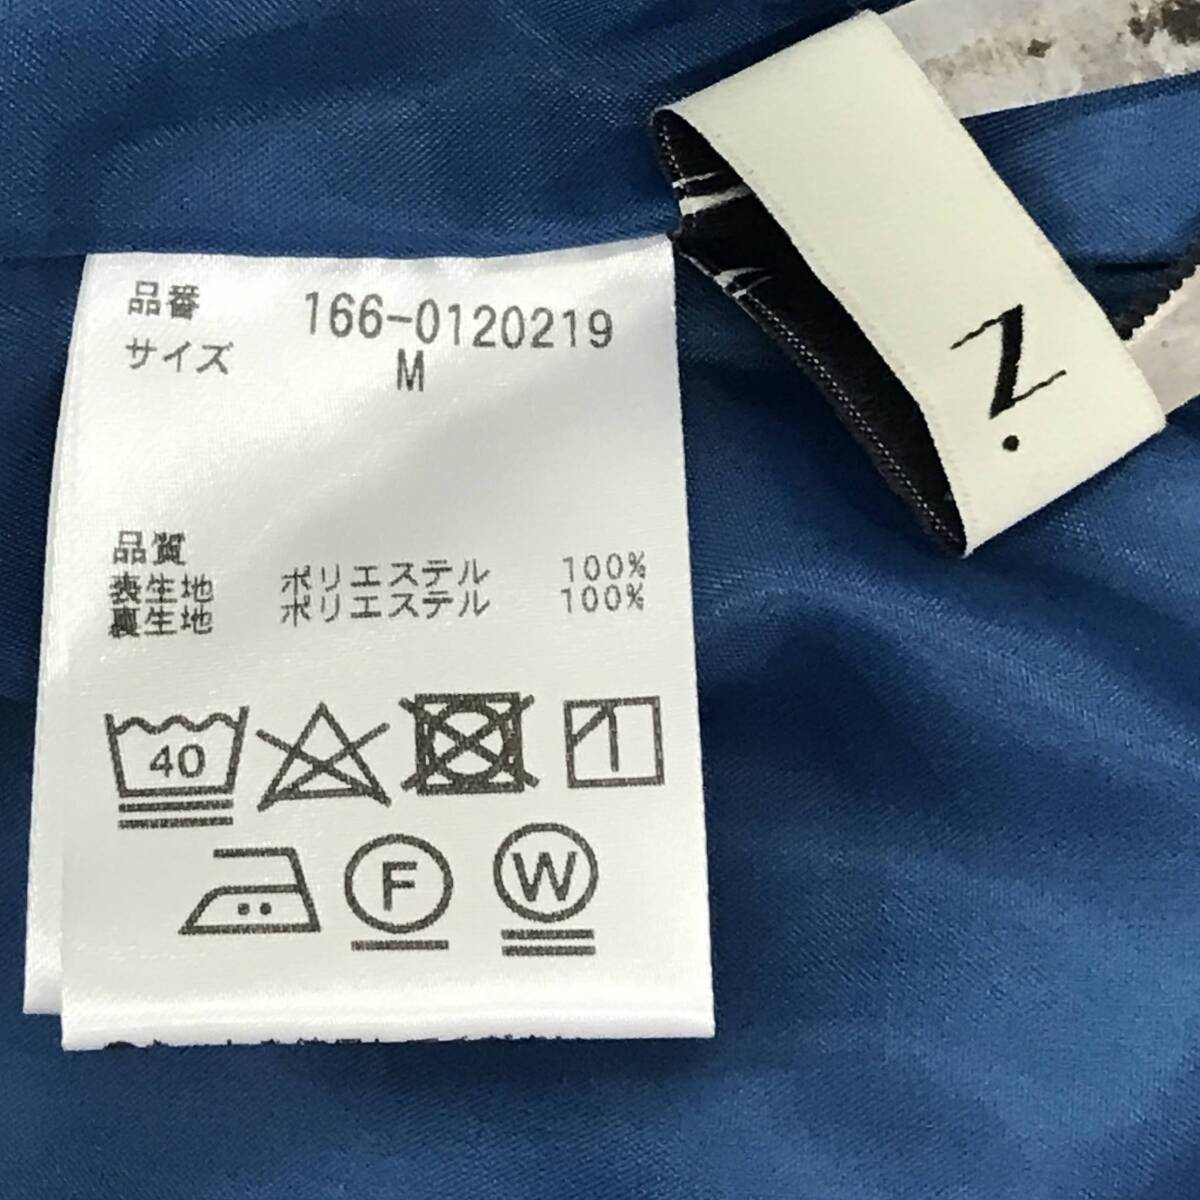 品番 166-0120219
サイズ M
品質
表生地 ポリエステル 100%
裏生地 ポリエステル 100%
40
F
W
N.